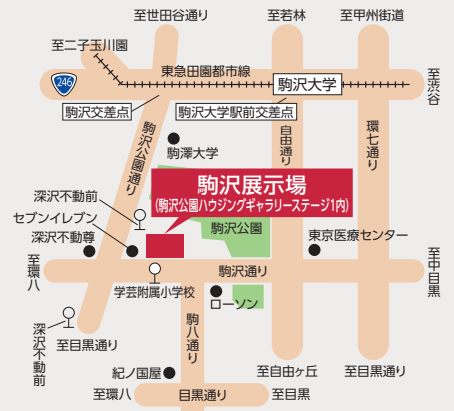 至世田谷通り
至若林
至甲州街道
至二子玉川園
246
東急田園都市線
駒沢大学
至渋谷
駒沢交差点
駒沢大学駅前交差点
駒沢公園通り
自由通り
環七通り
駒澤大学
駒沢展示場
(駒沢公園ハウジングギャラリーステージ1内)
深沢不動前
セブンイレブン
深沢不動尊
駒沢公園
東京医療センター
至環八
駒沢通り
至中目黒
学芸附属小学校
ローソン
深沢不動前
至目黒通り
駒八通り
紀ノ国屋
至自由ヶ丘
至目黒通り
至環八
目黒通り
至目黒